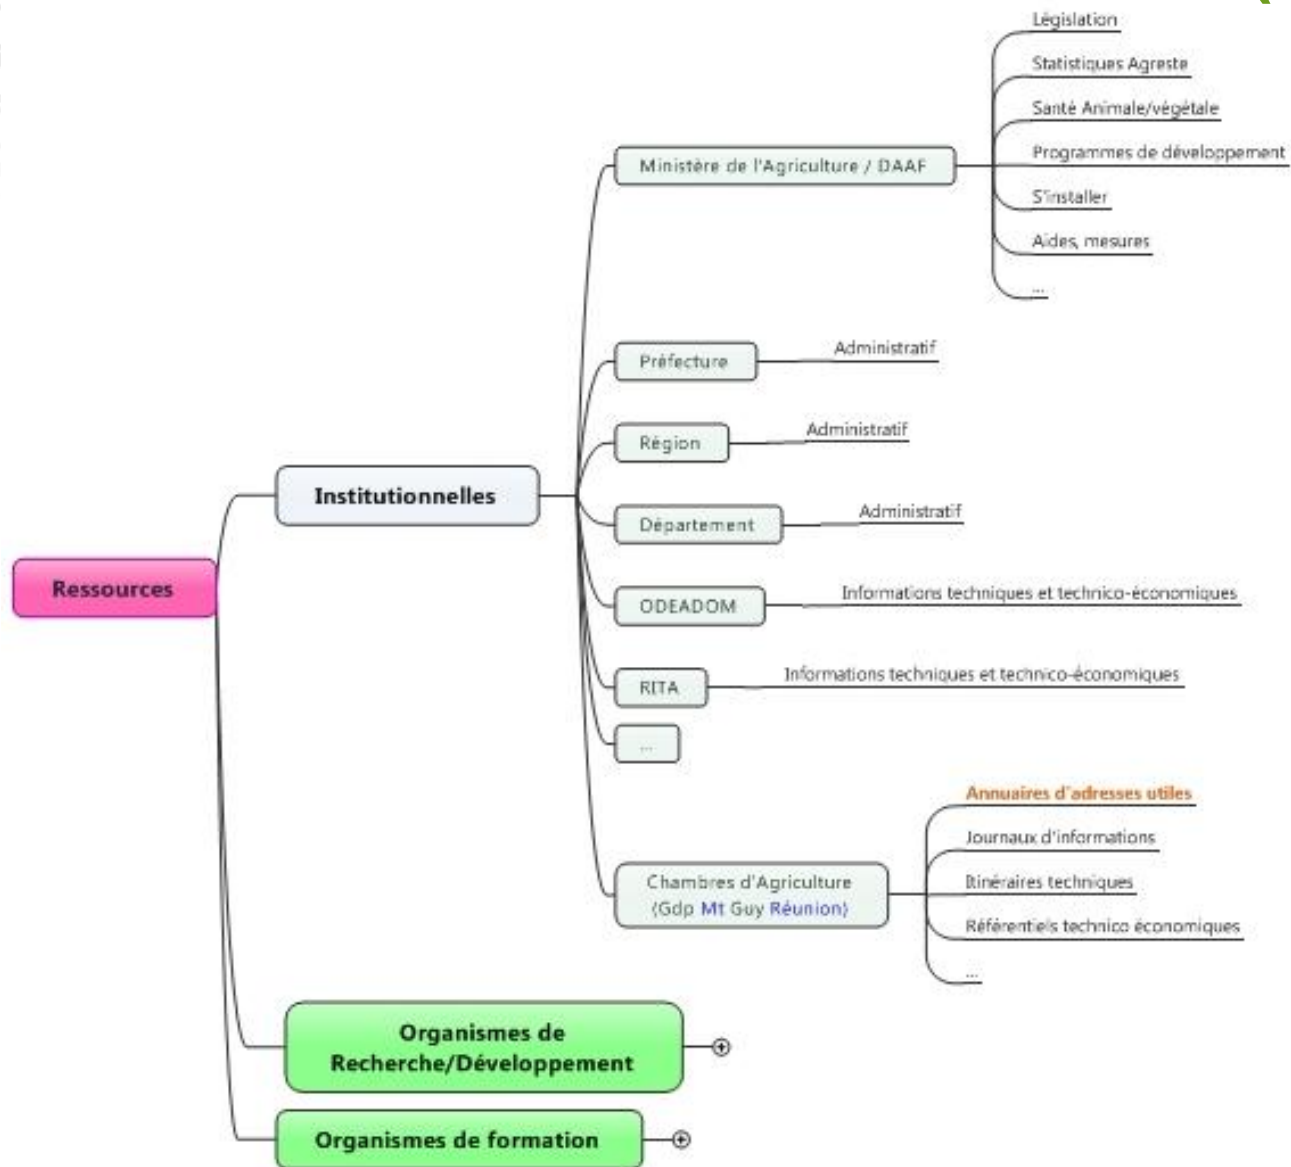 Ressources
Institutionnelles
Ministère de l'Agriculture / DAAF
Législation
Statistiques Agreste
Santé Animale/végétale
Programmes de développement
S'installer
Aides, mesures
...
Préfecture
Administratif
Région
Administratif
Département
Administratif
ODEADOM
Informations techniques et technico-économiques
RITA
Informations techniques et technico-économiques
...
Chambres d'Agriculture
(Gdp Mt Guy Réunion)
Annuaires d'adresses utiles
Journaux d'informations
Itinéraires techniques
Référentiels technico économiques
...
Organismes de
Recherche/Développement
Organismes de formation